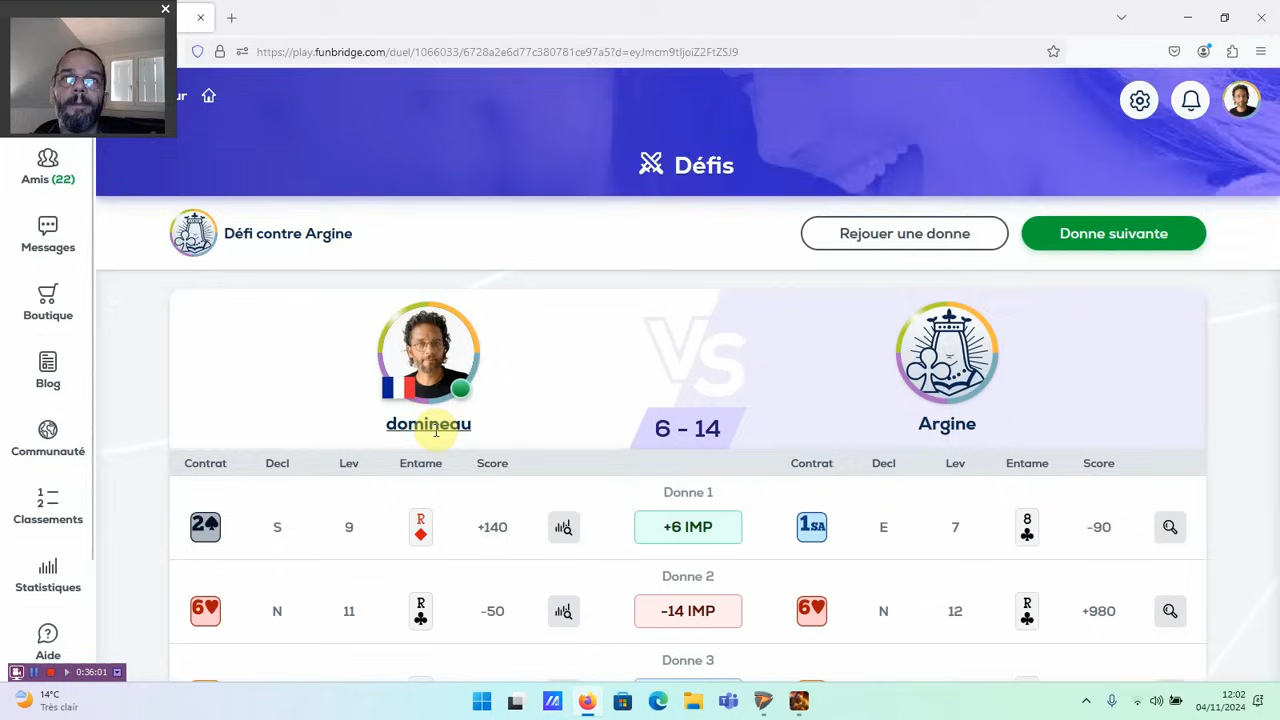 https://play.funbridge.com/duel/1066033/6728a2e6d77c380781ce97a5?d=eyJmcm9tIjoiZ2FtZSJ9
ur
Défis
Amis (22)
Messages
Boutique
Blog
Communauté
Classements
Statistiques
Aide
Défi contre Argine
Rejouer une donne
Donne suivante
VS
domineau
6 - 14
Argine
Contrat Decl Lev Entame Score Contrat Decl Lev Entame Score
Donne 1
2♠ S 9 R♦ +140 +6 IMP 1SA E 7 8♣ -90
Donne 2
6♥ N 11 R♣ -50 -14 IMP 6♥ N 12 R♣ +980
Donne 3
0:36:01
14°C
Très clair
12:02
04/11/2024